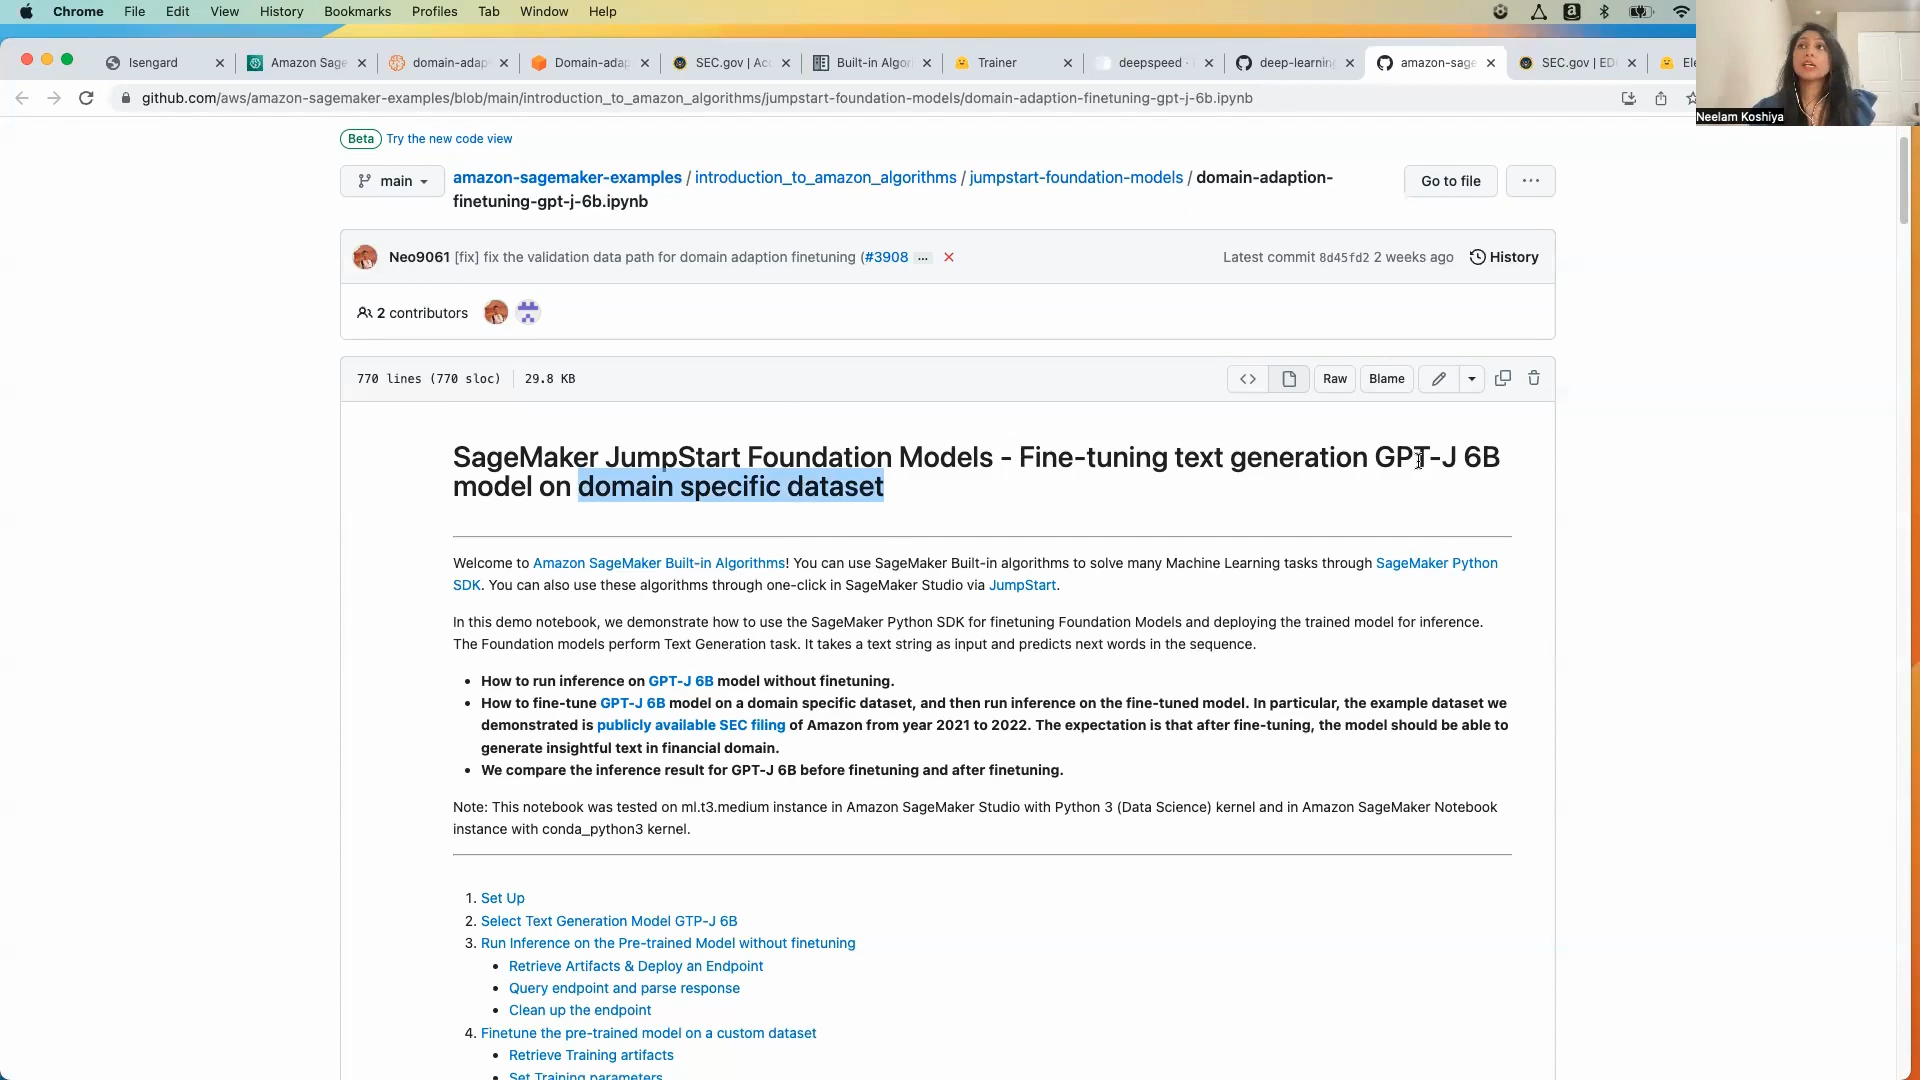 Chrome File Edit View History Bookmarks Profiles Tab Window Help
Isengard Amazon Sage domain-adap Domain-adap SEC.gov | Acc Built-in Algor Trainer deepspeed · deep-learnin amazon-sage SEC.gov | ED Ele
github.com/aws/amazon-sagemaker-examples/blob/main/introduction_to_amazon_algorithms/jumpstart-foundation-models/domain-adaption-finetuning-gpt-j-6b.ipynb
Neelam Koshiya
Beta Try the new code view
main amazon-sagemaker-examples / introduction_to_amazon_algorithms / jumpstart-foundation-models / domain-adaption-
finetuning-gpt-j-6b.ipynb
Go to file ...
Neo9061 [fix] fix the validation data path for domain adaption finetuning (#3908 ... Latest commit 8d45fd2 2 weeks ago History
2 contributors
770 lines (770 sloc) 29.8 KB Raw Blame
SageMaker JumpStart Foundation Models - Fine-tuning text generation GPT-J 6B
model on domain specific dataset
Welcome to Amazon SageMaker Built-in Algorithms! You can use SageMaker Built-in algorithms to solve many Machine Learning tasks through SageMaker Python
SDK. You can also use these algorithms through one-click in SageMaker Studio via JumpStart.
In this demo notebook, we demonstrate how to use the SageMaker Python SDK for finetuning Foundation Models and deploying the trained model for inference.
The Foundation models perform Text Generation task. It takes a text string as input and predicts next words in the sequence.
• How to run inference on GPT-J 6B model without finetuning.
• How to fine-tune GPT-J 6B model on a domain specific dataset, and then run inference on the fine-tuned model. In particular, the example dataset we
demonstrated is publicly available SEC filing of Amazon from year 2021 to 2022. The expectation is that after fine-tuning, the model should be able to
generate insightful text in financial domain.
• We compare the inference result for GPT-J 6B before finetuning and after finetuning.
Note: This notebook was tested on ml.t3.medium instance in Amazon SageMaker Studio with Python 3 (Data Science) kernel and in Amazon SageMaker Notebook
instance with conda_python3 kernel.
1. Set Up
2. Select Text Generation Model GTP-J 6B
3. Run Inference on the Pre-trained Model without finetuning
• Retrieve Artifacts & Deploy an Endpoint
• Query endpoint and parse response
• Clean up the endpoint
4. Finetune the pre-trained model on a custom dataset
• Retrieve Training artifacts
• Set Training parameters